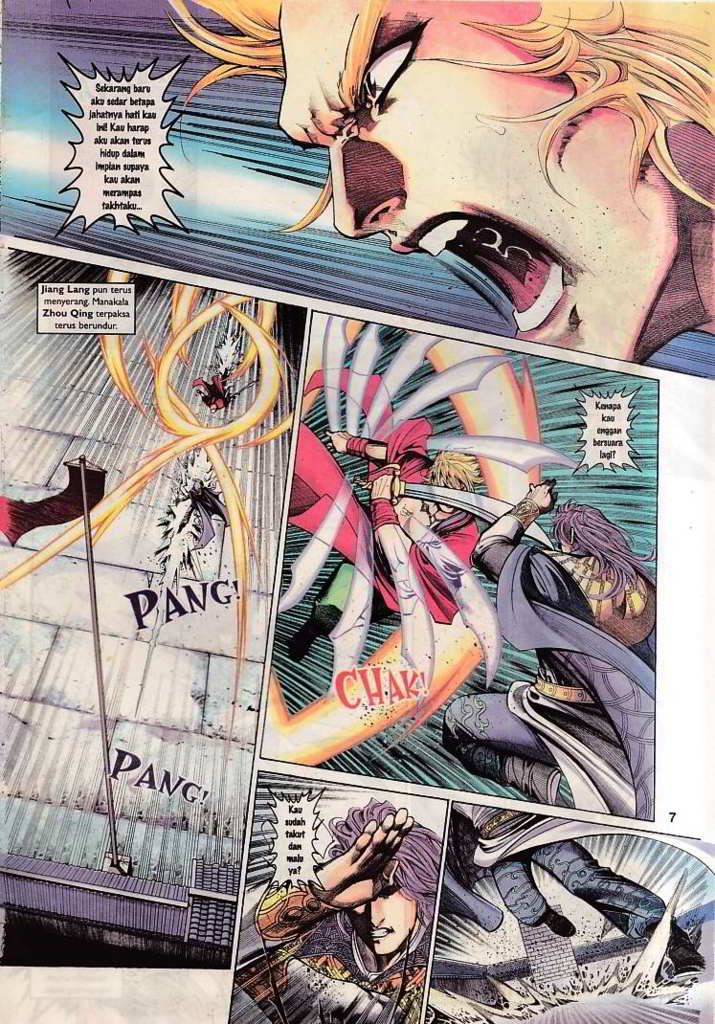 Sekarang baru
aku sedar betapa
jahatnya hati kau
ini! Kau harap
aku akan terus
hidup dalam
impian supaya
kau akan
merampas
takhtaku...
Jiang Lang pun terus
menyerang. Manakala
Zhou Qing terpaksa
terus berundur.
Kenapa
kau
enggan
bersuara
lagi?
PANG!
CHAK!
PANG!
7
Kau
sudah
takut
dan
malu
ya?